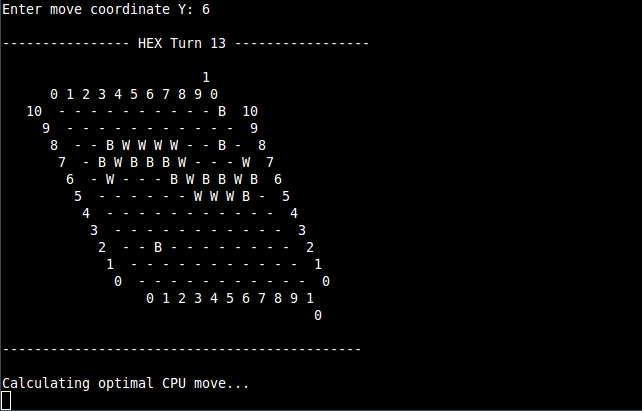 Enter move coordinate Y: 6
---------------- HEX Turn 13 -----------------
                         1
      0 1 2 3 4 5 6 7 8 9 0
   10  - - - - - - - - - - B  10
     9  - - - - - - - - - - -  9
      8  - - B W W W W - - B -  8
       7  - B W B B B W - - - W  7
        6  - W - - - B W B B W B  6
         5  - - - - - - W W W B -  5
          4  - - - - - - - - - - -  4
           3  - - - - - - - - - - -  3
            2  - - B - - - - - - - -  2
             1  - - - - - - - - - - -  1
              0  - - - - - - - - - - -  0
                  0 1 2 3 4 5 6 7 8 9 1
                                       0
---------------------------------------------
Calculating optimal CPU move...